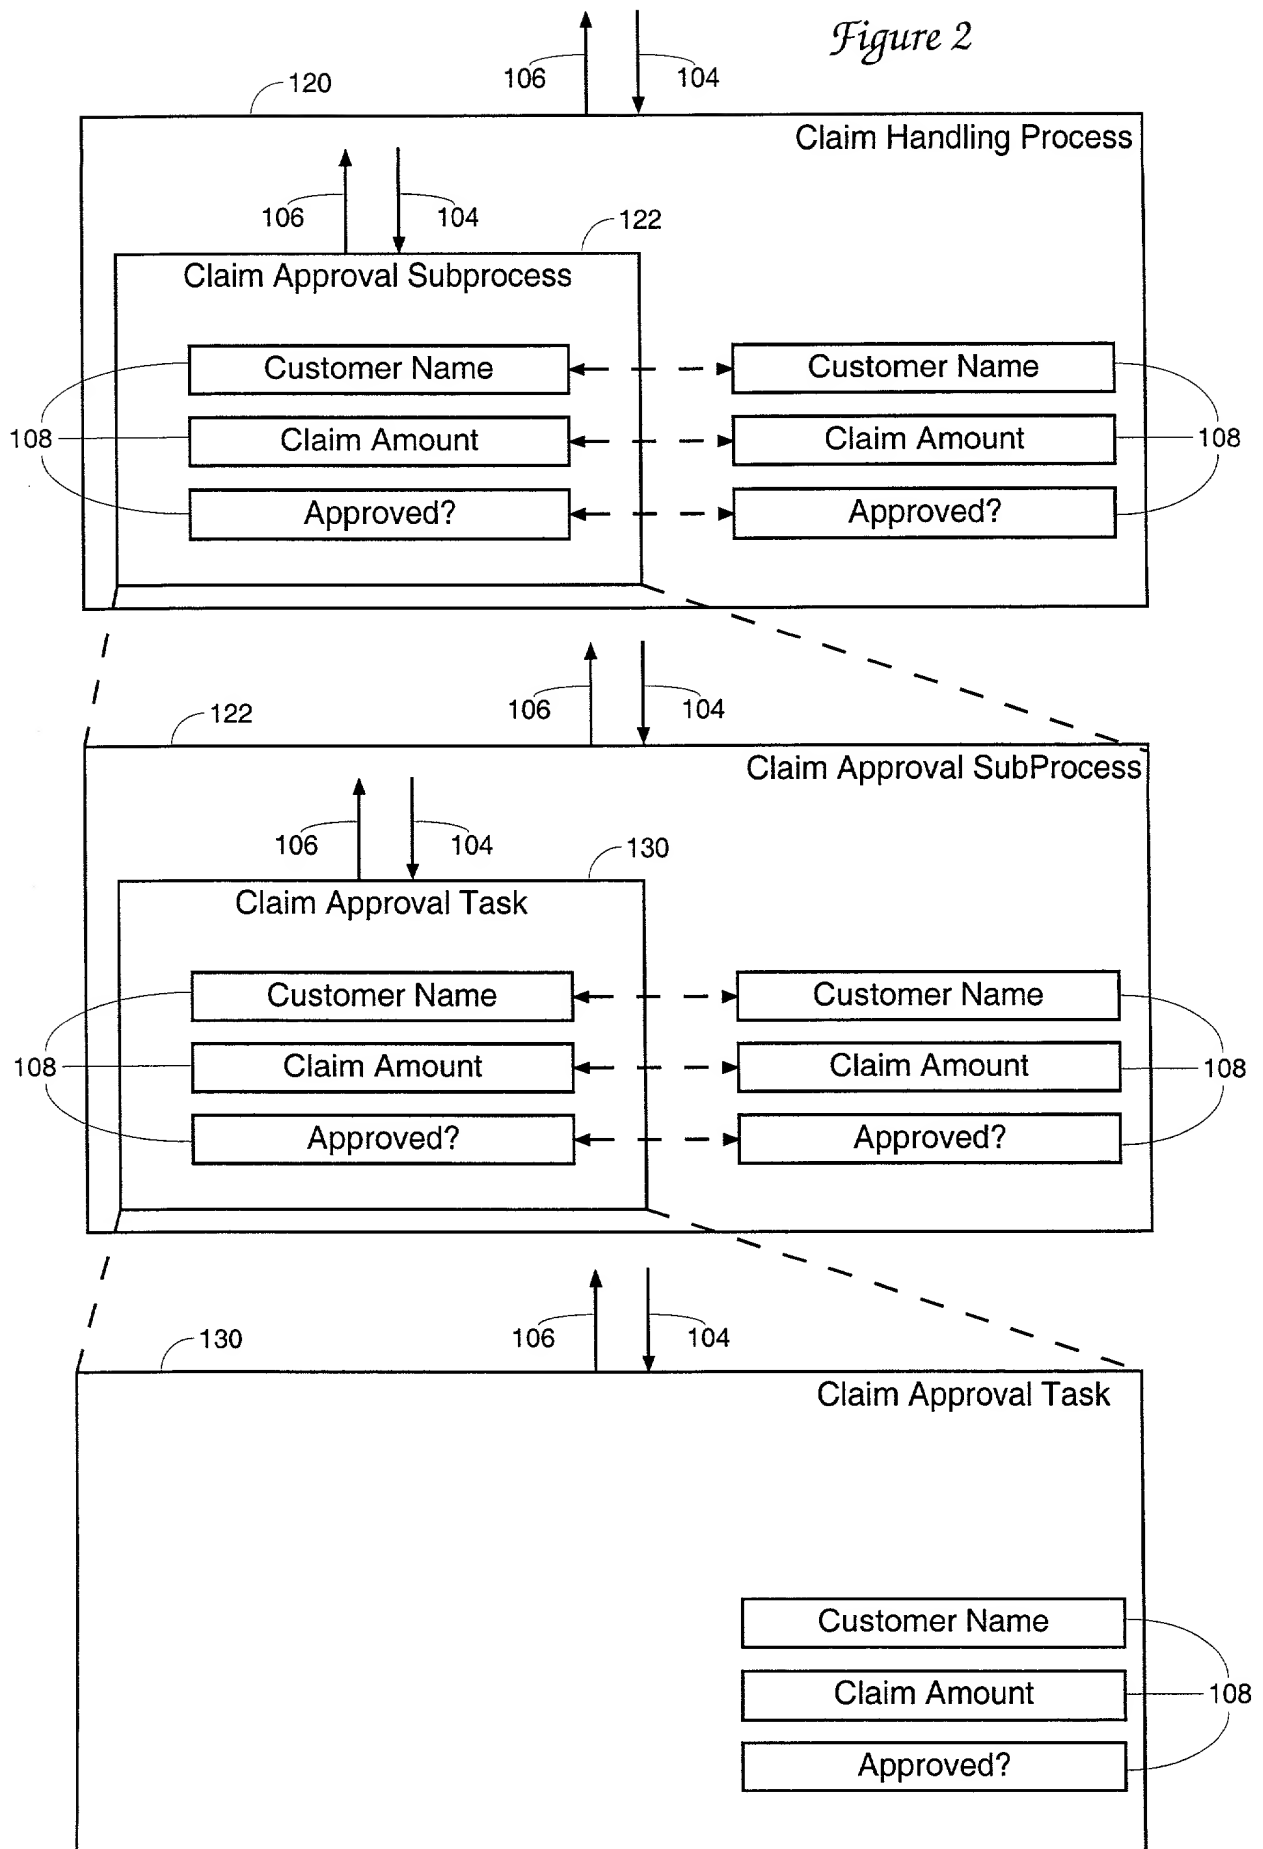 Figure 2
106
104
120
Claim Handling Process
106
104
122
Claim Approval Subprocess
Customer Name
Customer Name
108
Claim Amount
Claim Amount
108
Approved?
Approved?
106
104
122
Claim Approval SubProcess
106
104
130
Claim Approval Task
Customer Name
Customer Name
108
Claim Amount
Claim Amount
108
Approved?
Approved?
106
104
130
Claim Approval Task
Customer Name
Claim Amount
108
Approved?